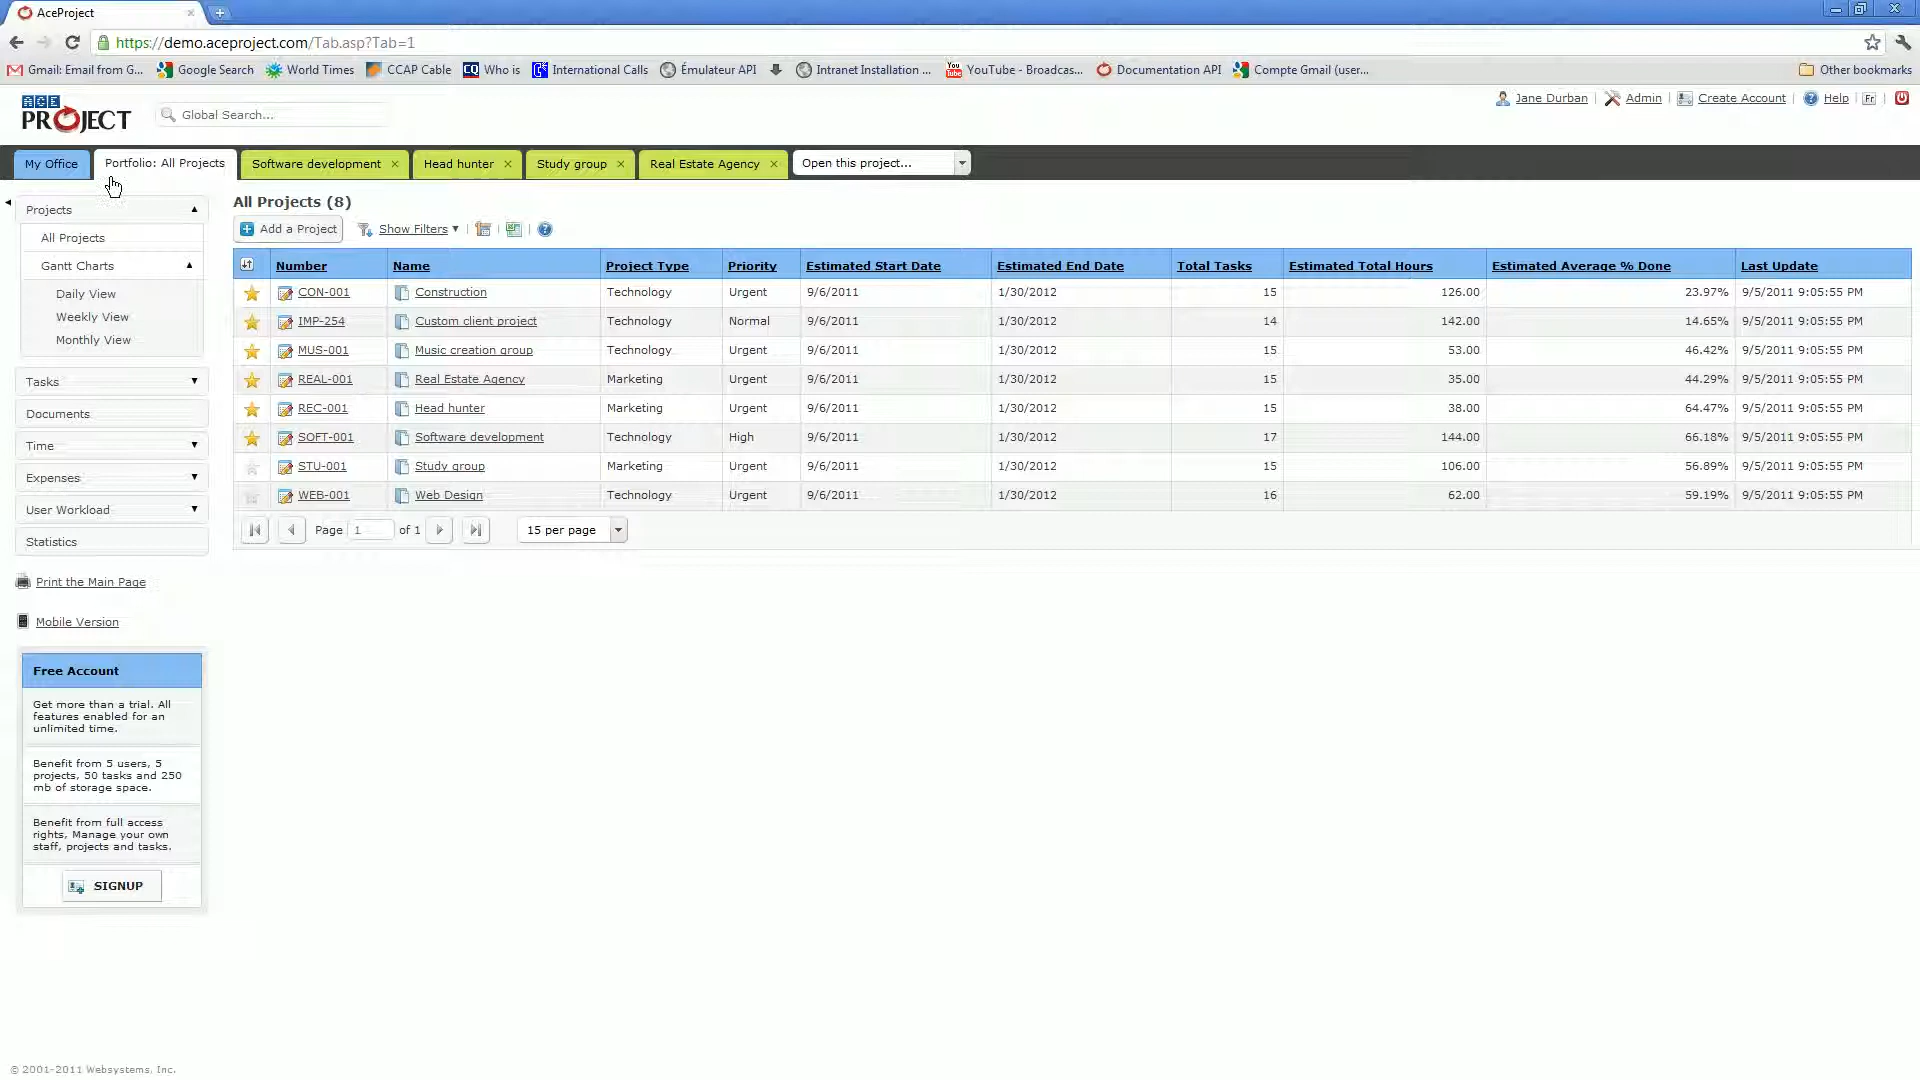 AceProject
https://demo.aceproject.com/Tab.asp?Tab=1
Gmail: Email from G...
Google Search
World Times
CCAP Cable
CQ Who is
International Calls
Émulateur API
Intranet Installation ...
You Tube YouTube - Broadcas...
Documentation API
Compte Gmail (user...
Other bookmarks
ACE PROJECT
Global Search...
Jane Durban
Admin
Create Account
Help
Fr
My Office
Portfolio: All Projects
Software development
Head hunter
Study group
Real Estate Agency
Open this project...
Projects
All Projects
Gantt Charts
Daily View
Weekly View
Monthly View
Tasks
Documents
Time
Expenses
User Workload
Statistics
Print the Main Page
Mobile Version
Free Account
Get more than a trial. All
features enabled for an
unlimited time.
Benefit from 5 users, 5
projects, 50 tasks and 250
mb of storage space.
Benefit from full access
rights, Manage your own
staff, projects and tasks.
SIGNUP
All Projects (8)
Add a Project
Show Filters
Number Name Project Type Priority Estimated Start Date Estimated End Date Total Tasks Estimated Total Hours Estimated Average % Done Last Update
CON-001 Construction Technology Urgent 9/6/2011 1/30/2012 15 126.00 23.97% 9/5/2011 9:05:55 PM
IMP-254 Custom client project Technology Normal 9/6/2011 1/30/2012 14 142.00 14.65% 9/5/2011 9:05:55 PM
MUS-001 Music creation group Technology Urgent 9/6/2011 1/30/2012 15 53.00 46.42% 9/5/2011 9:05:55 PM
REAL-001 Real Estate Agency Marketing Urgent 9/6/2011 1/30/2012 15 35.00 44.29% 9/5/2011 9:05:55 PM
REC-001 Head hunter Marketing Urgent 9/6/2011 1/30/2012 15 38.00 64.47% 9/5/2011 9:05:55 PM
SOFT-001 Software development Technology High 9/6/2011 1/30/2012 17 144.00 66.18% 9/5/2011 9:05:55 PM
STU-001 Study group Marketing Urgent 9/6/2011 1/30/2012 15 106.00 56.89% 9/5/2011 9:05:55 PM
WEB-001 Web Design Technology Urgent 9/6/2011 1/30/2012 16 62.00 59.19% 9/5/2011 9:05:55 PM
Page 1 of 1
15 per page
© 2001-2011 Websystems, Inc.